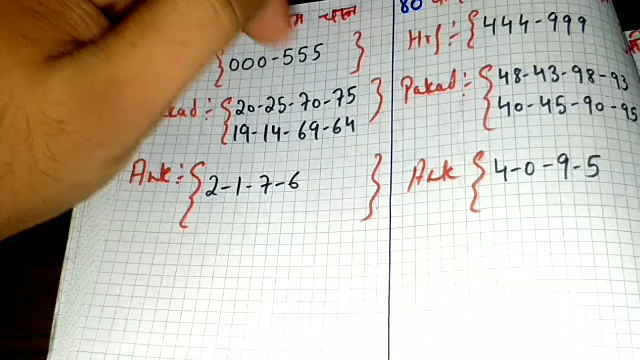 80
{000-555}
{20-25-70-75
19-14-69-64}
Ank:- {2-1-7-6}
Hrf:- {444-999
Pakad:- {48-43-98-93
40-45-90-95
Ank {4-0-9-5